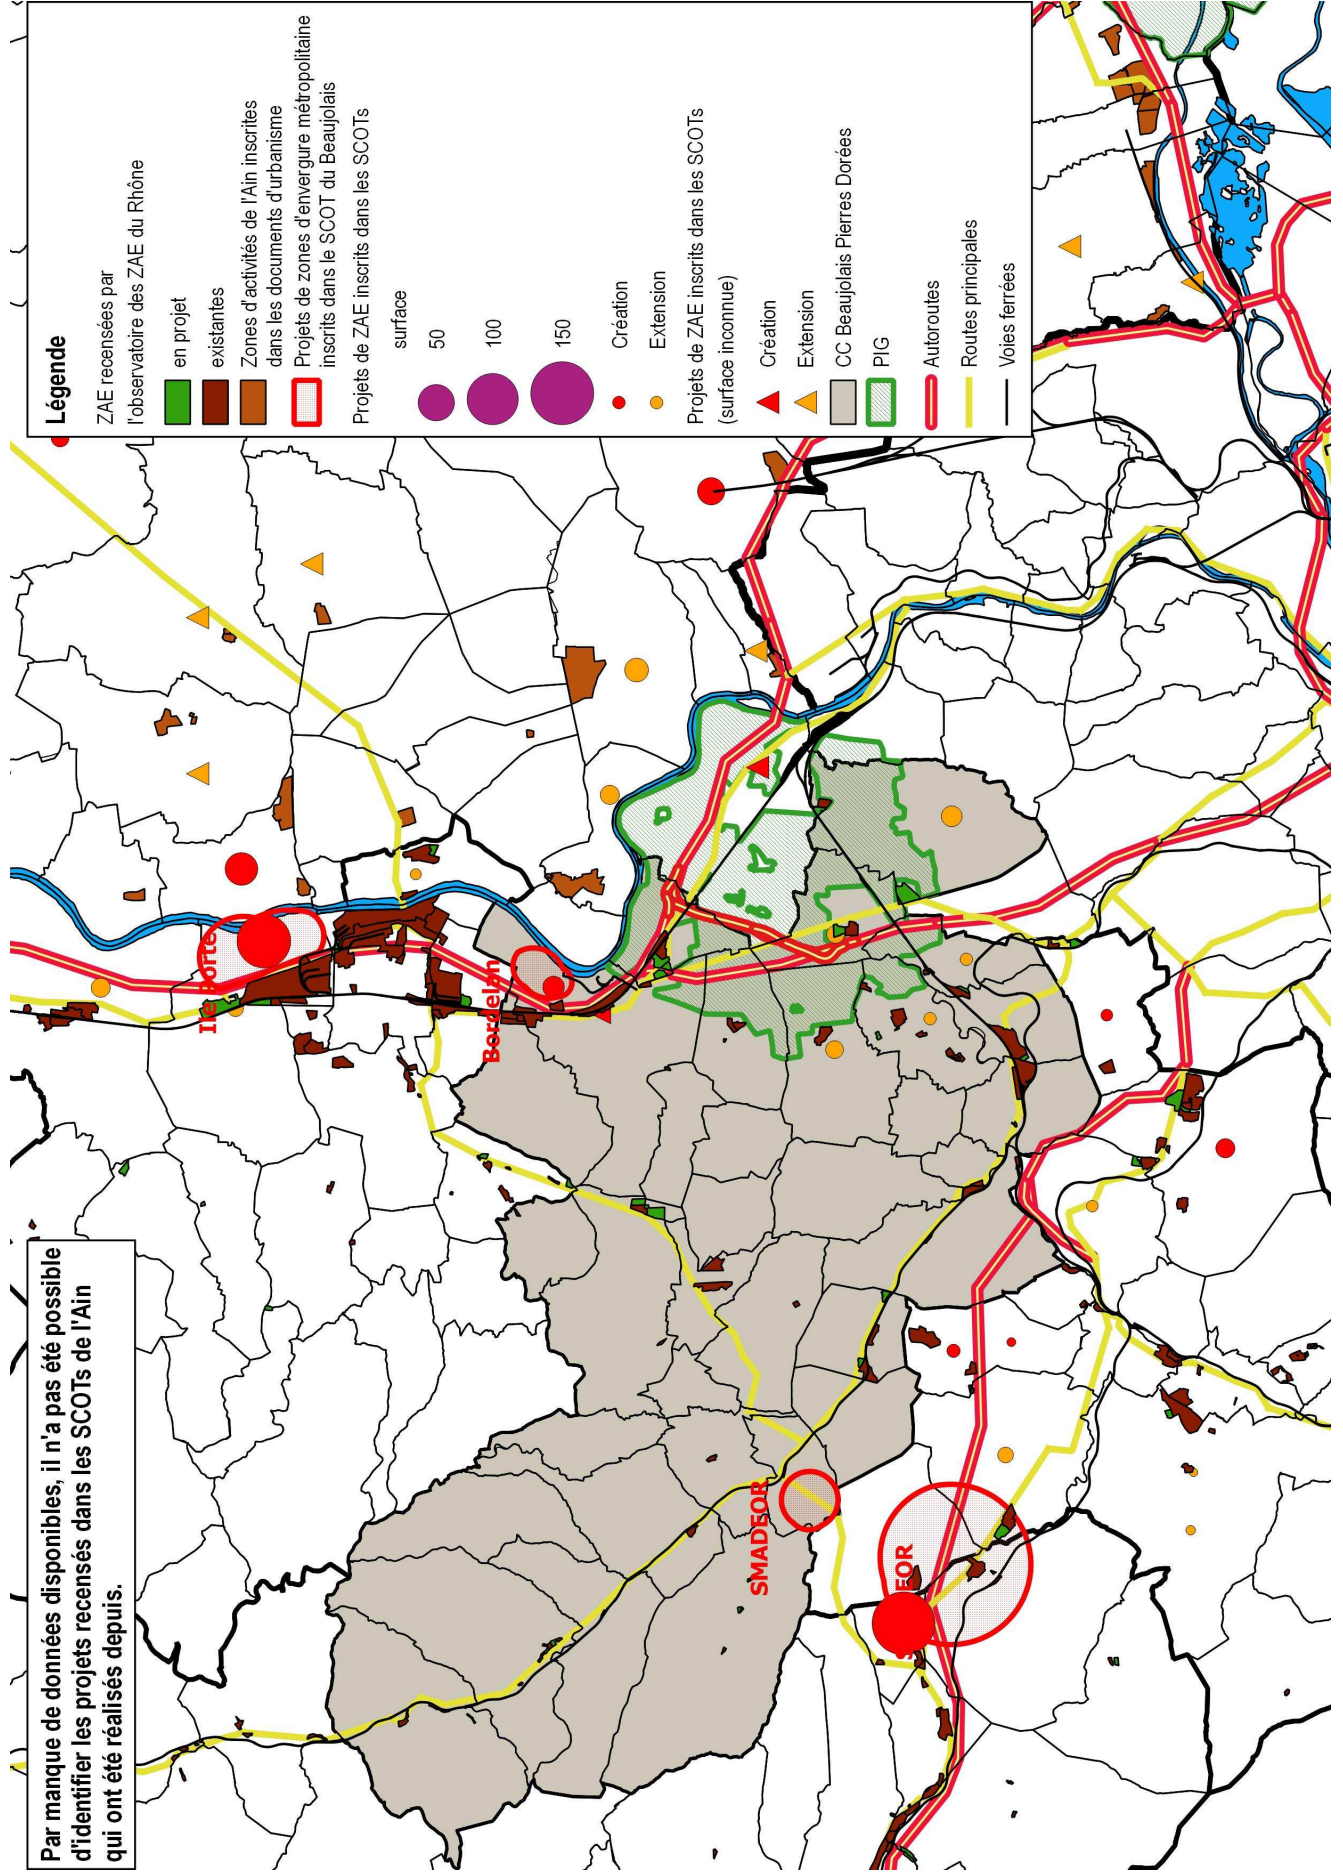 Par manque de données disponibles, il n'a pas été possible
d'identifier les projets recensés dans les SCOTs de l'Ain
qui ont été réalisés depuis.
Légende
ZAE recensées par
l'observatoire des ZAE du Rhône
en projet
existantes
Zones d'activités de l'Ain inscrites
dans les documents d'urbanisme
Projets de zones d'envergure métropolitaine
inscrits dans le SCOT du Beaujolais
Projets de ZAE inscrits dans les SCOTs
surface
50
100
150
Création
Extension
Projets de ZAE inscrits dans les SCOTs
(surface inconnue)
Création
Extension
CC Beaujolais Pierres Dorées
PIG
Autoroutes
Routes principales
Voies ferrées
Ile Porte
Bordelan
SMADEOR